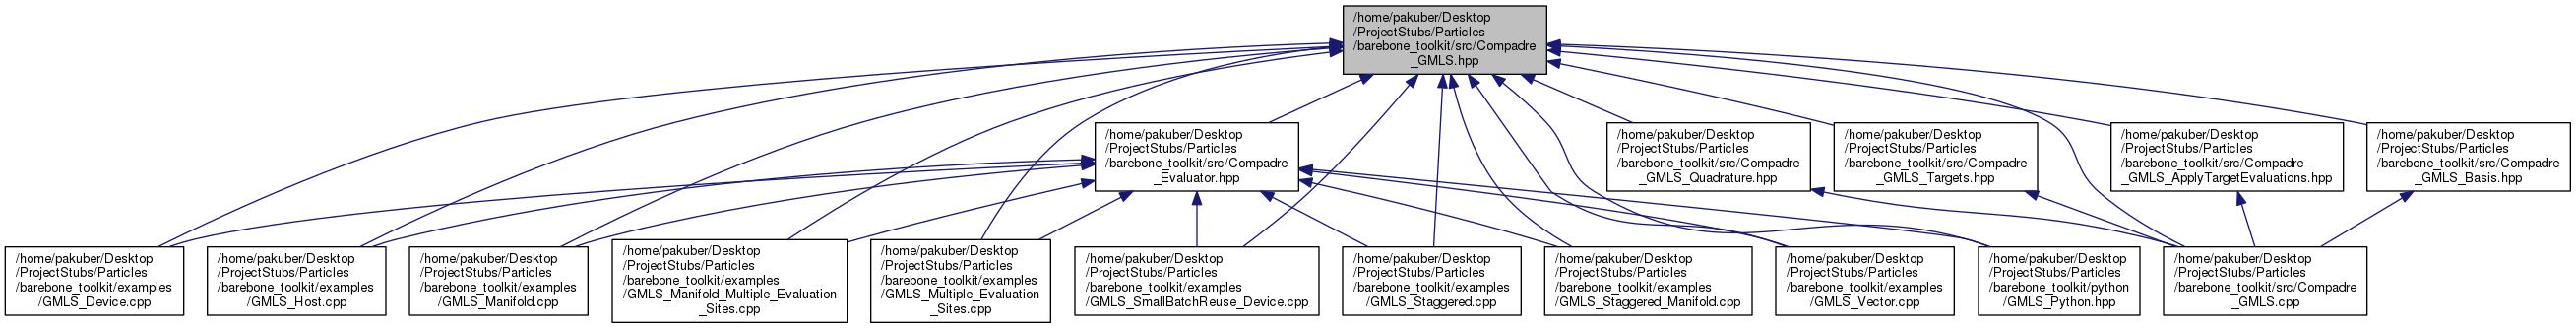 /home/pakuber/Desktop
/ProjectStubs/Particles
/barebone_toolkit/src/Compadre
_GMLS.hpp
/home/pakuber/Desktop
/ProjectStubs/Particles
/barebone_toolkit/src/Compadre
_Evaluator.hpp
/home/pakuber/Desktop
/ProjectStubs/Particles
/barebone_toolkit/src/Compadre
_GMLS_Quadrature.hpp
/home/pakuber/Desktop
/ProjectStubs/Particles
/barebone_toolkit/src/Compadre
_GMLS_Targets.hpp
/home/pakuber/Desktop
/ProjectStubs/Particles
/barebone_toolkit/src/Compadre
_GMLS_ApplyTargetEvaluations.hpp
/home/pakuber/Desktop
/ProjectStubs/Particles
/barebone_toolkit/src/Compadre
_GMLS_Basis.hpp
/home/pakuber/Desktop
/ProjectStubs/Particles
/barebone_toolkit/examples
/GMLS_Device.cpp
/home/pakuber/Desktop
/ProjectStubs/Particles
/barebone_toolkit/examples
/GMLS_Host.cpp
/home/pakuber/Desktop
/ProjectStubs/Particles
/barebone_toolkit/examples
/GMLS_Manifold.cpp
/home/pakuber/Desktop
/ProjectStubs/Particles
/barebone_toolkit/examples
/GMLS_Manifold_Multiple_Evaluation
_Sites.cpp
/home/pakuber/Desktop
/ProjectStubs/Particles
/barebone_toolkit/examples
/GMLS_Multiple_Evaluation
_Sites.cpp
/home/pakuber/Desktop
/ProjectStubs/Particles
/barebone_toolkit/examples
/GMLS_SmallBatchReuse_Device.cpp
/home/pakuber/Desktop
/ProjectStubs/Particles
/barebone_toolkit/examples
/GMLS_Staggered.cpp
/home/pakuber/Desktop
/ProjectStubs/Particles
/barebone_toolkit/examples
/GMLS_Staggered_Manifold.cpp
/home/pakuber/Desktop
/ProjectStubs/Particles
/barebone_toolkit/examples
/GMLS_Vector.cpp
/home/pakuber/Desktop
/ProjectStubs/Particles
/barebone_toolkit/python
/GMLS_Python.hpp
/home/pakuber/Desktop
/ProjectStubs/Particles
/barebone_toolkit/src/Compadre
_GMLS.cpp